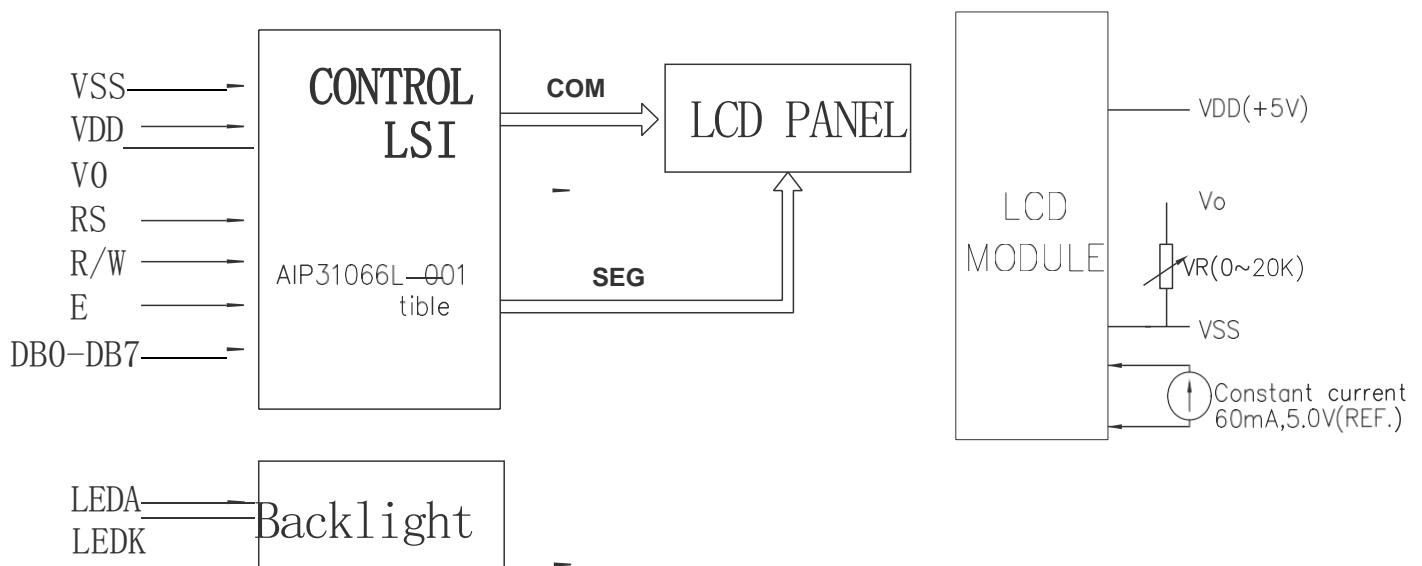 VSS
VDD
V0
RS
R/W
E
DB0-DB7
CONTROL
LSI
AIP31066L-001
tible
COM
SEG
LCD PANEL
LEDA
LEDK
Backlight
LCD
MODULE
VDD(+5V)
Vo
VR(0~20K)
VSS
Constant current
60mA,5.0V(REF.)